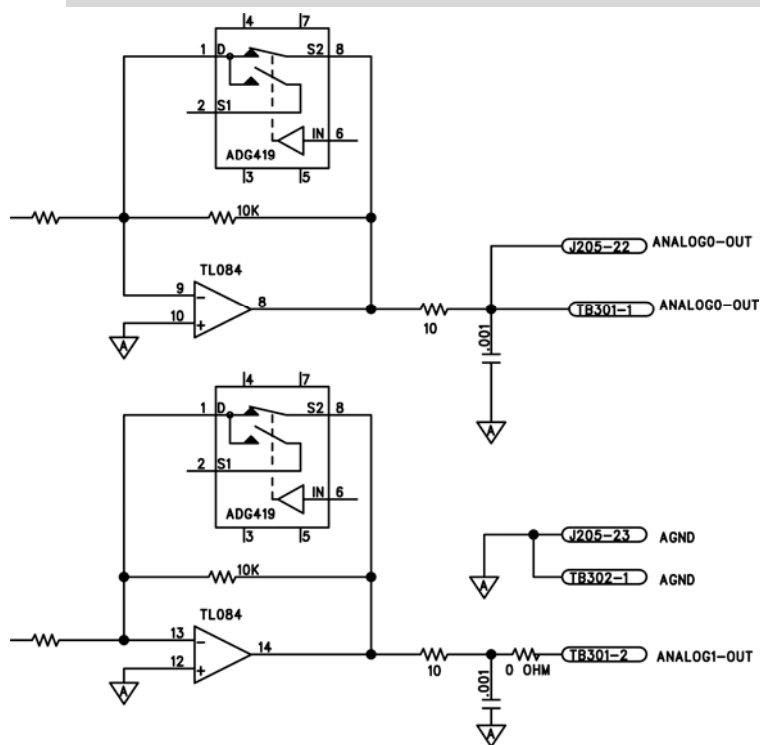 4 7
1 D S2 8
2 S1
IN 6
ADG419
3 5
10K
TL084
9 -
8
10 +
A
10
.001
A
J205-22 ANALOG0-OUT
TB301-1 ANALOG0-OUT
4 7
1 D S2 8
2 S1
IN 6
ADG419
3 5
10K
TL084
13 -
14
12 +
A
J205-23 AGND
TB302-1 AGND
A
10
.001
0 OHM
TB301-2 ANALOG1-OUT
A